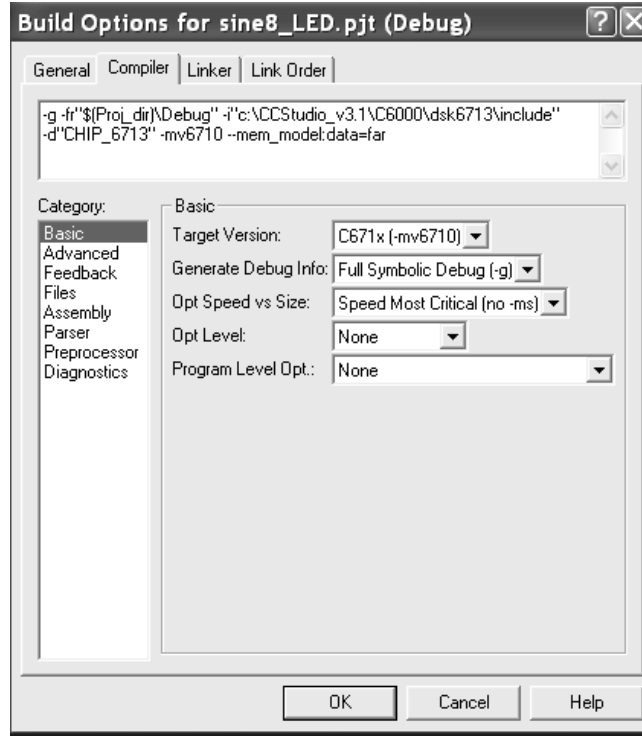 Build Options for sine8_LED.pjt (Debug)
General Compiler Linker Link Order
-g -fr"$(Proj_dir)\Debug" -i"c:\CCStudio_v3.1\C6000\dsk6713\include"
-d"CHIP_6713" -mv6710 --mem_model:data=far
Category:
Basic
Advanced
Feedback
Files
Assembly
Parser
Preprocessor
Diagnostics
Basic
Target Version: C671x (-mv6710)
Generate Debug Info: Full Symbolic Debug (-g)
Opt Speed vs Size: Speed Most Critical (no -ms)
Opt Level: None
Program Level Opt.: None
OK Cancel Help